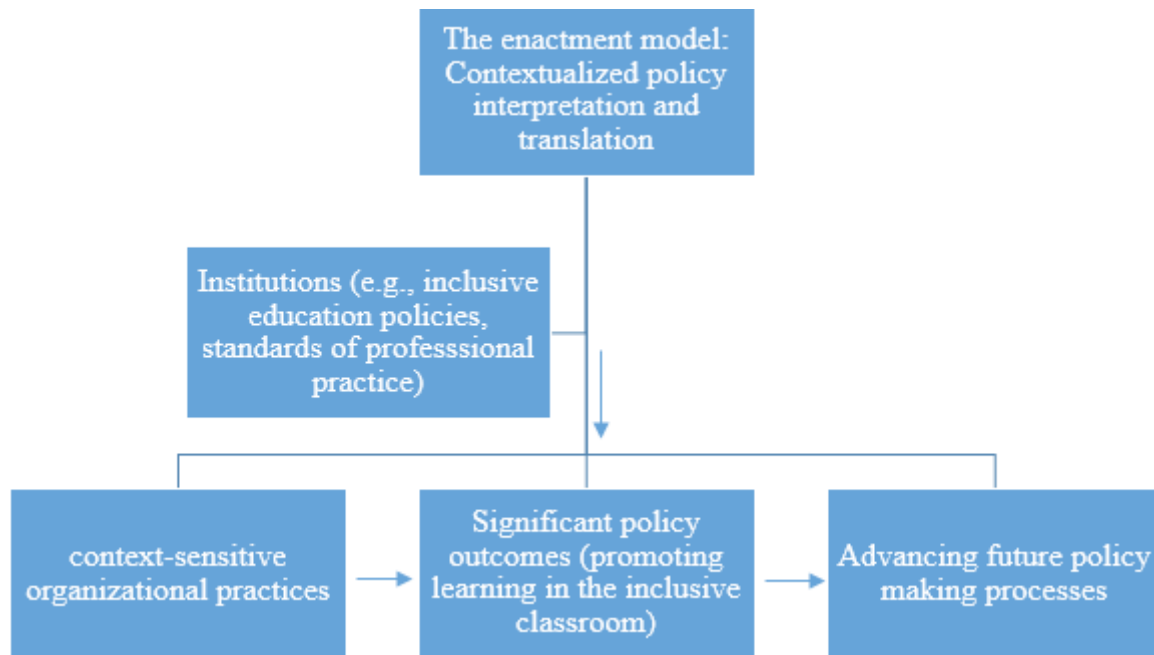 The enactment model:
Contextualized policy
interpretation and
translation
Institutions (e.g., inclusive
education policies,
standards of professsional
practice)
context-sensitive
organizational practices
Significant policy
outcomes (promoting
learning in the inclusive
classroom)
Advancing future policy
making processes